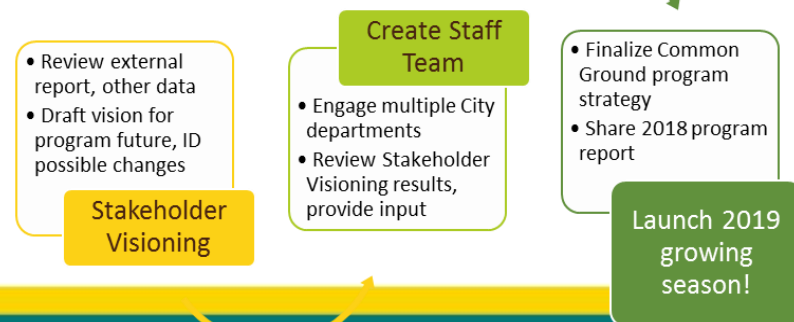 • Review external
report, other data
• Draft vision for
program future, ID
possible changes
Stakeholder
Visioning
Create Staff
Team
• Engage multiple City
departments
• Review Stakeholder
Visioning results,
provide input
• Finalize Common
Ground program
strategy
• Share 2018 program
report
Launch 2019
growing
season!